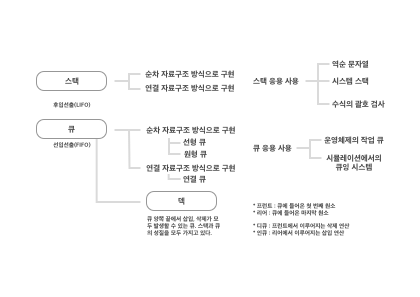 스택
후입선출(LIFO)
순차 자료구조 방식으로 구현
연결 자료구조 방식으로 구현
스택 응용 사용
역순 문자열
시스템 스택
수식의 괄호 검사
큐
선입선출(FIFO)
순차 자료구조 방식으로 구현
선형 큐
원형 큐
연결 자료구조 방식으로 구현
연결 큐
큐 응용 사용
운영체제의 작업 큐
시뮬레이션에서의
큐잉 시스템
덱
큐 양쪽 끝에서 삽입, 삭제가 모
두 발생할 수 있는 큐. 스택과 큐
의 성질을 모두 가지고 있다.
* 프런트 : 큐에 들어온 첫 번째 원소
* 리어 : 큐에 들어온 마지막 원소
* 디큐 : 프런트에서 이루어지는 삭제 연산
* 인큐 : 리어에서 이루어지는 삽입 연산